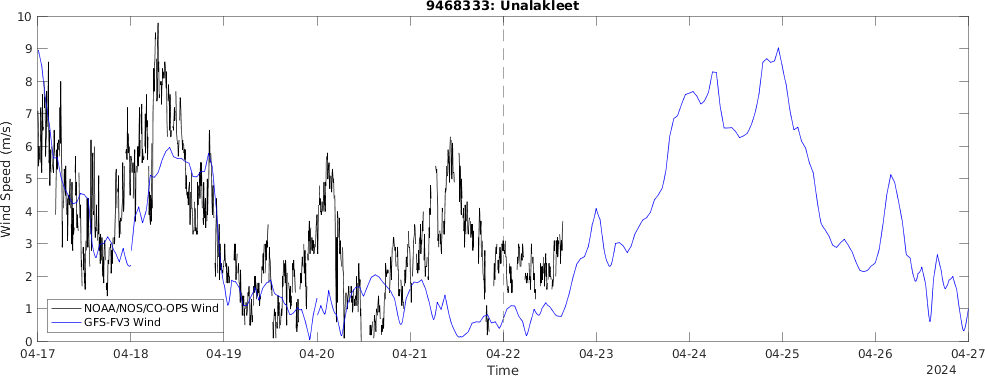 9468333: Unalakleet
Wind Speed (m/s)
10
9
8
7
6
5
4
3
2
1
0
NOAA/NOS/CO-OPS Wind
GFS-FV3 Wind
04-17 04-18 04-19 04-20 04-21 04-22 04-23 04-24 04-25 04-26 04-27
Time
2024